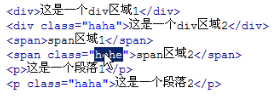 <div>这是一个div区域1</div>
<div class="haha">这是一个div区域2</div>
<span>span区域1</span>
<span class="hehe">span区域2</span>
<p>这是一个段落1</p>
<p class="haha">这是一个段落2</p>